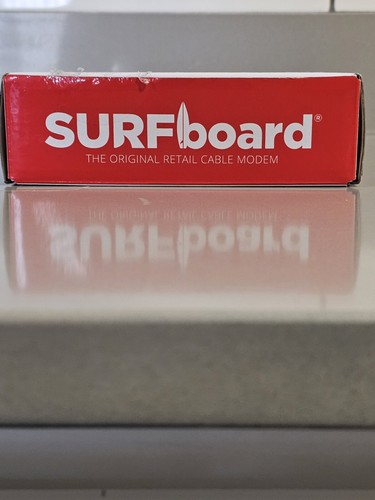 SURFboard®
THE ORIGINAL RETAIL CABLE MODEM